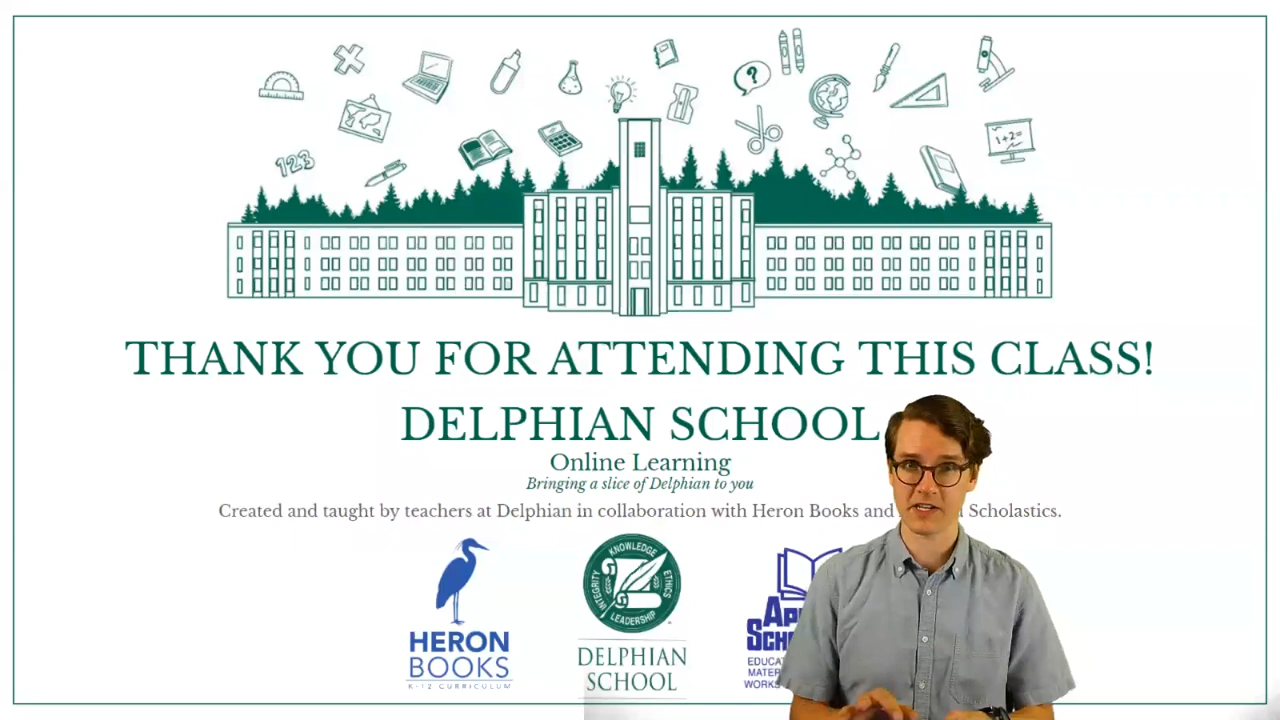 123
?
1+2=
THANK YOU FOR ATTENDING THIS CLASS!
DELPHIAN SCHOOL
Online Learning
Bringing a slice of Delphian to you
Created and taught by teachers at Delphian in collaboration with Heron Books and Scholastics.
HERON
BOOKS
K-12 CURRICULUM
KNOWLEDGE
INTEGRITY
ETHICS
LEADERSHIP
DELPHIAN
SCHOOL
WORKS